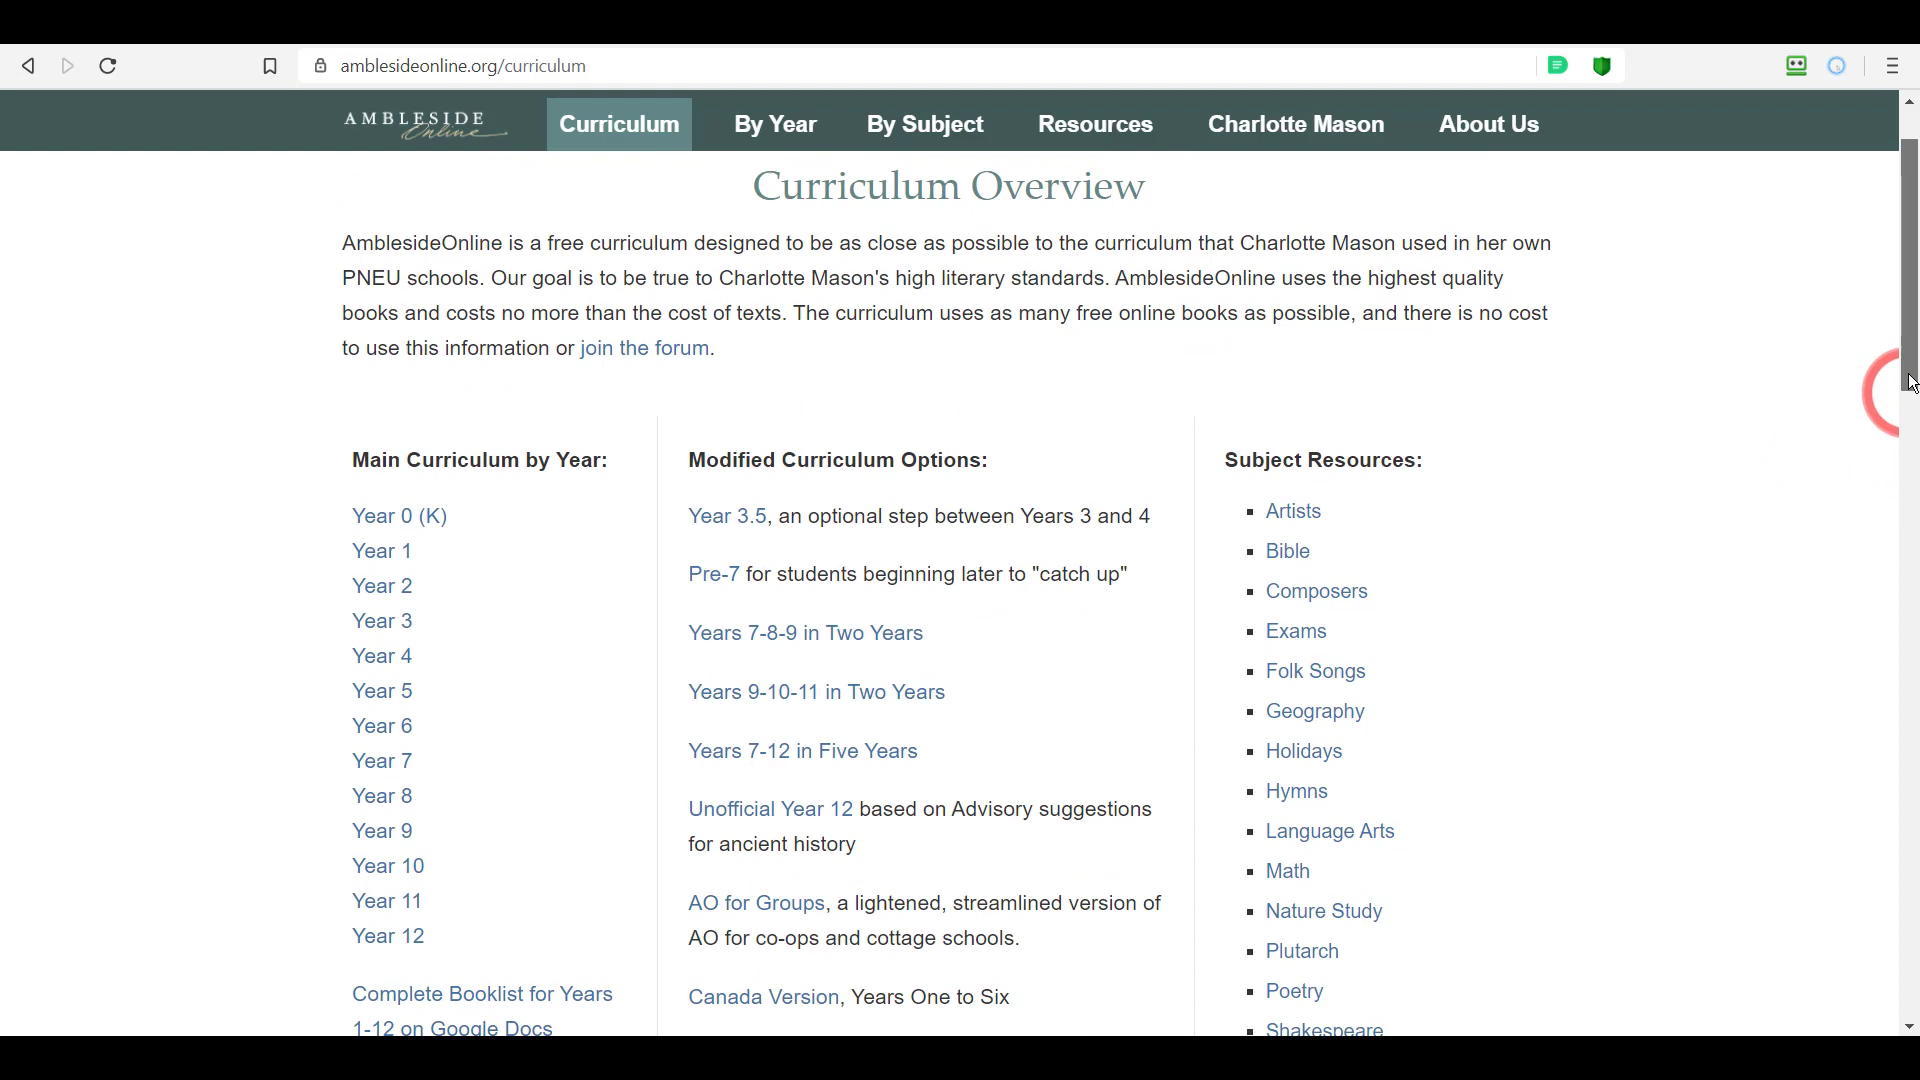 amblesideonline.org/curriculum
AMBLESIDE
Online
Curriculum
By Year
By Subject
Resources
Charlotte Mason
About Us
Curriculum Overview
AmblesideOnline is a free curriculum designed to be as close as possible to the curriculum that Charlotte Mason used in her own
PNEU schools. Our goal is to be true to Charlotte Mason's high literary standards. AmblesideOnline uses the highest quality
books and costs no more than the cost of texts. The curriculum uses as many free online books as possible, and there is no cost
to use this information or join the forum.
Main Curriculum by Year:
Year 0 (K)
Year 1
Year 2
Year 3
Year 4
Year 5
Year 6
Year 7
Year 8
Year 9
Year 10
Year 11
Year 12
Complete Booklist for Years
1-12 on Google Docs
Modified Curriculum Options:
Year 3.5, an optional step between Years 3 and 4
Pre-7 for students beginning later to "catch up"
Years 7-8-9 in Two Years
Years 9-10-11 in Two Years
Years 7-12 in Five Years
Unofficial Year 12 based on Advisory suggestions
for ancient history
AO for Groups, a lightened, streamlined version of
AO for co-ops and cottage schools.
Canada Version, Years One to Six
Subject Resources:
Artists
Bible
Composers
Exams
Folk Songs
Geography
Holidays
Hymns
Language Arts
Math
Nature Study
Plutarch
Poetry
Shakespeare